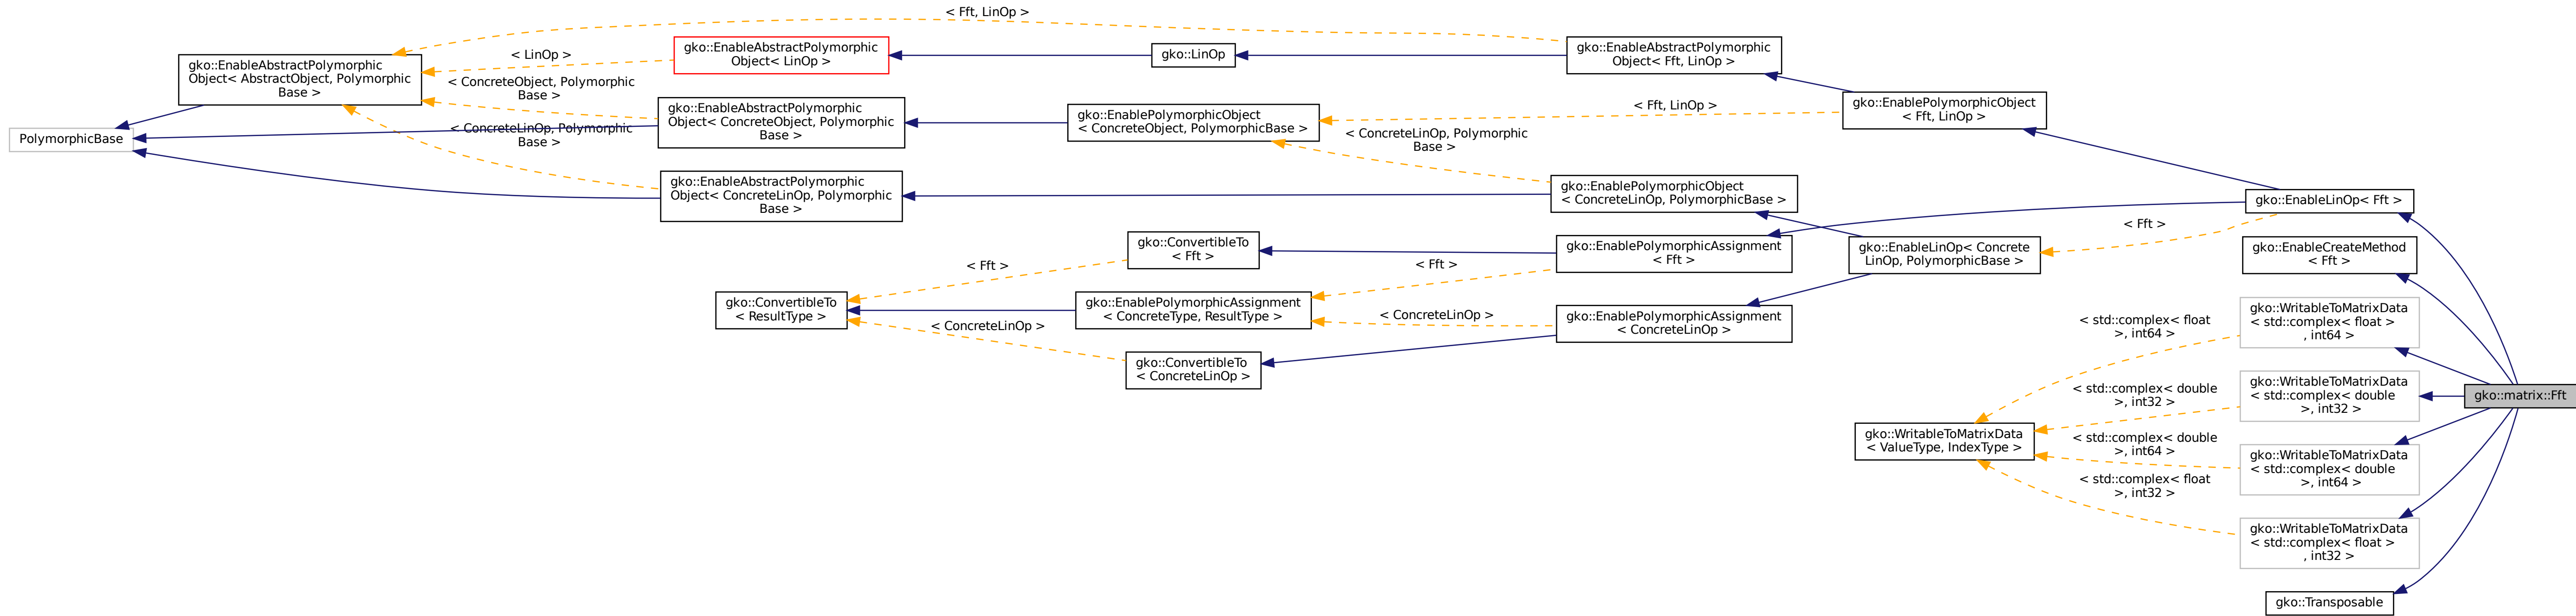 < Fft, LinOp >
gko::EnableAbstractPolymorphic
Object< AbstractObject, Polymorphic
Base >
< LinOp >
gko::EnableAbstractPolymorphic
Object< LinOp >
gko::LinOp
gko::EnableAbstractPolymorphic
Object< Fft, LinOp >
< ConcreteObject, Polymorphic
Base >
gko::EnableAbstractPolymorphic
Object< ConcreteObject, Polymorphic
Base >
gko::EnablePolymorphicObject
< ConcreteObject, PolymorphicBase >
< Fft, LinOp >
gko::EnablePolymorphicObject
< Fft, LinOp >
PolymorphicBase
< ConcreteLinOp, Polymorphic
Base >
< ConcreteLinOp, Polymorphic
Base >
gko::EnableAbstractPolymorphic
Object< ConcreteLinOp, Polymorphic
Base >
gko::EnablePolymorphicObject
< ConcreteLinOp, PolymorphicBase >
gko::EnableLinOp< Fft >
< Fft >
gko::ConvertibleTo
< Fft >
gko::EnablePolymorphicAssignment
< Fft >
gko::EnableLinOp< Concrete
LinOp, PolymorphicBase >
gko::EnableCreateMethod
< Fft >
< Fft >
< Fft >
gko::ConvertibleTo
< ResultType >
gko::EnablePolymorphicAssignment
< ConcreteType, ResultType >
< ConcreteLinOp >
< ConcreteLinOp >
gko::EnablePolymorphicAssignment
< ConcreteLinOp >
gko::ConvertibleTo
< ConcreteLinOp >
< std::complex< float
>, int64 >
gko::WritableToMatrixData
< std::complex< float >
, int64 >
< std::complex< double
>, int32 >
gko::WritableToMatrixData
< std::complex< double
>, int32 >
gko::matrix::Fft
gko::WritableToMatrixData
< ValueType, IndexType >
< std::complex< double
>, int64 >
gko::WritableToMatrixData
< std::complex< double
>, int64 >
< std::complex< float
>, int32 >
gko::WritableToMatrixData
< std::complex< float >
, int32 >
gko::Transposable